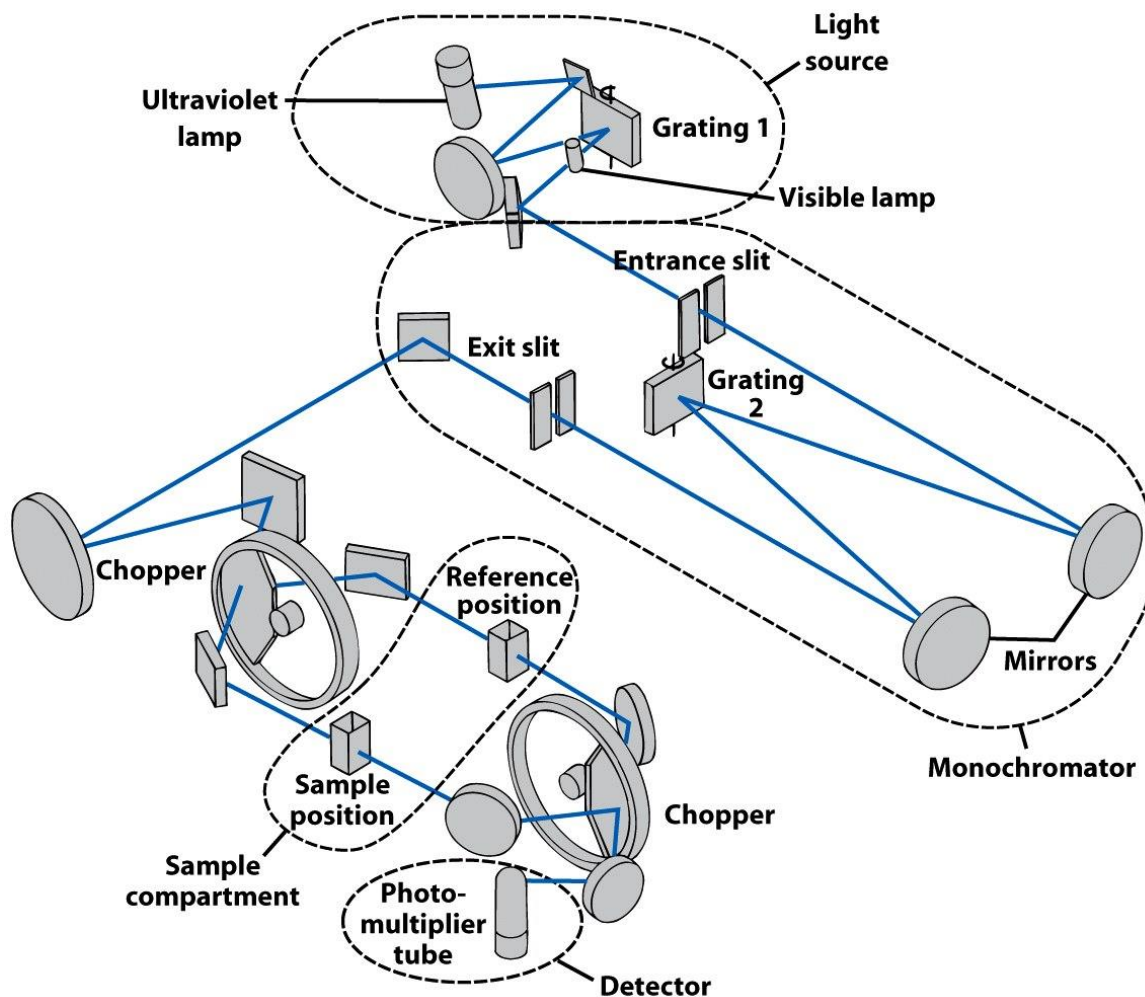 Light
source
Ultraviolet
lamp
Grating 1
Visible lamp
Entrance slit
Exit slit
Grating
2
Chopper
Reference
position
Mirrors
Monochromator
Sample
position
Chopper
Sample
compartment
Photo-
multiplier
tube
Detector